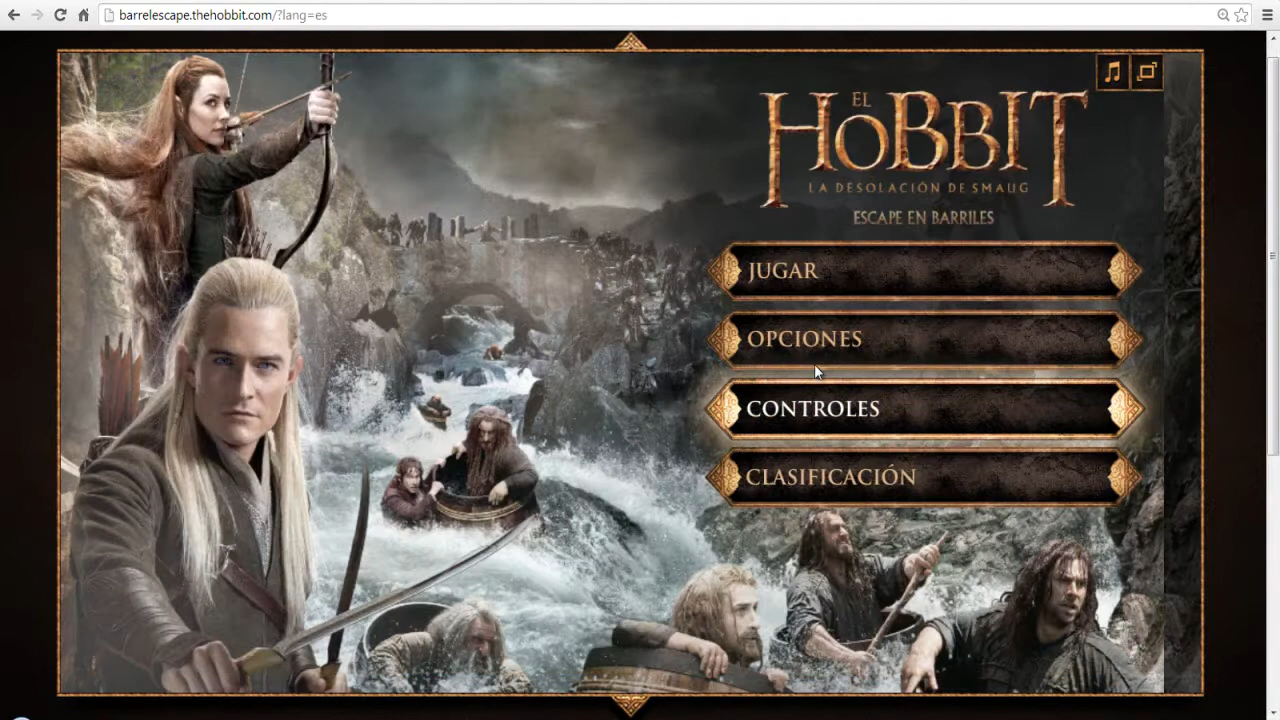 barrelescape.thehobbit.com/?lang=es
EL
HOBBIT
LA DESOLACIÓN DE SMAUG
ESCAPE EN BARRILES
JUGAR
OPCIONES
CONTROLES
CLASIFICACIÓN